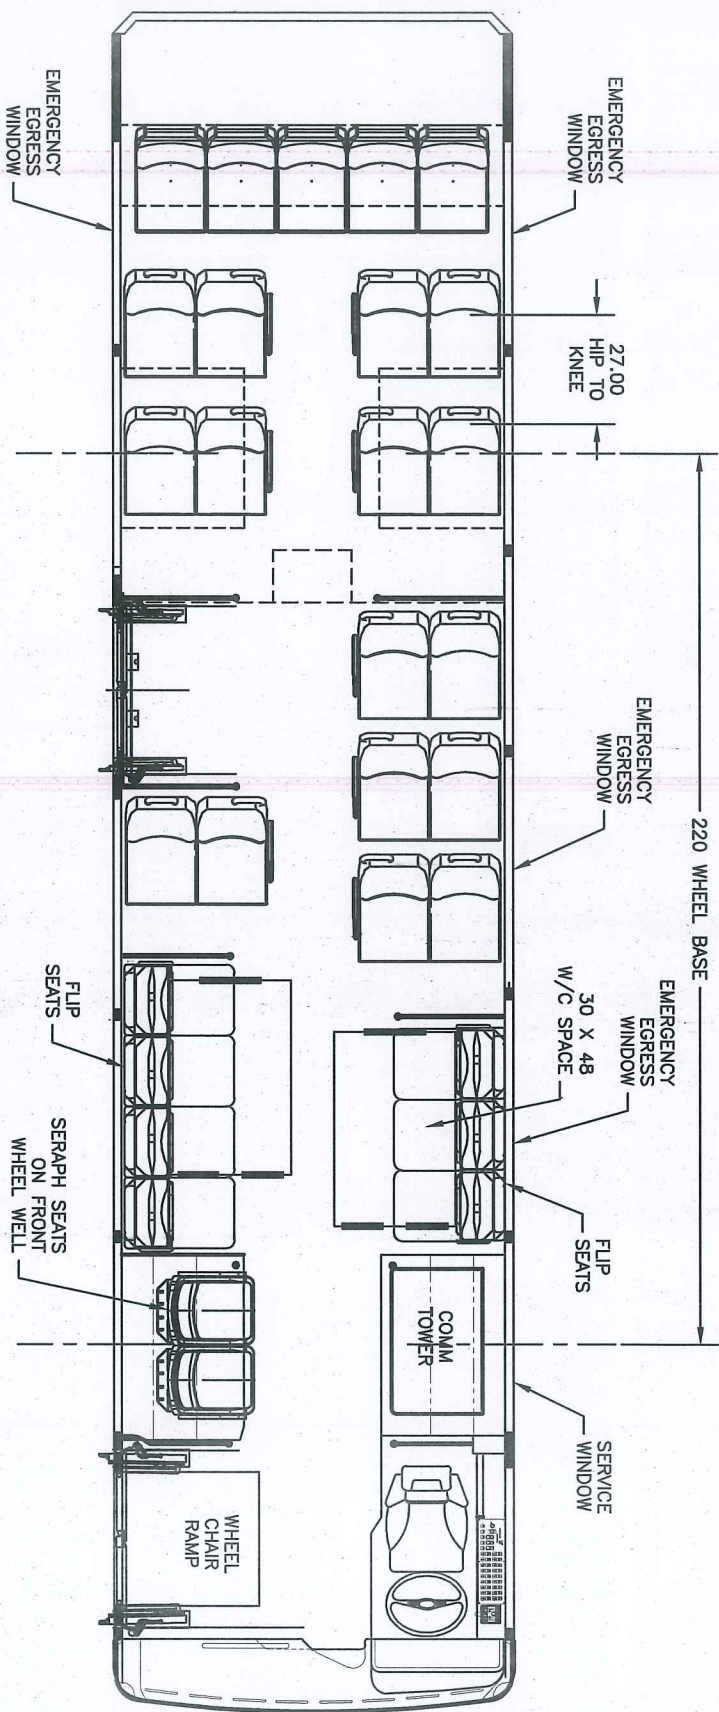 EMERGENCY
EGRESS
WINDOW
EMERGENCY
EGRESS
WINDOW
27.00
HIP TO
KNEE
220 WHEEL BASE
EMERGENCY
EGRESS
WINDOW
EMERGENCY
EGRESS
WINDOW
30 X 48
W/C SPACE
FLIP
SEATS
FLIP
SEATS
SERAPH SEATS
ON FRONT
WHEEL WELL
COMM
TOWER
SERVICE
WINDOW
WHEEL
CHAIR
RAMP